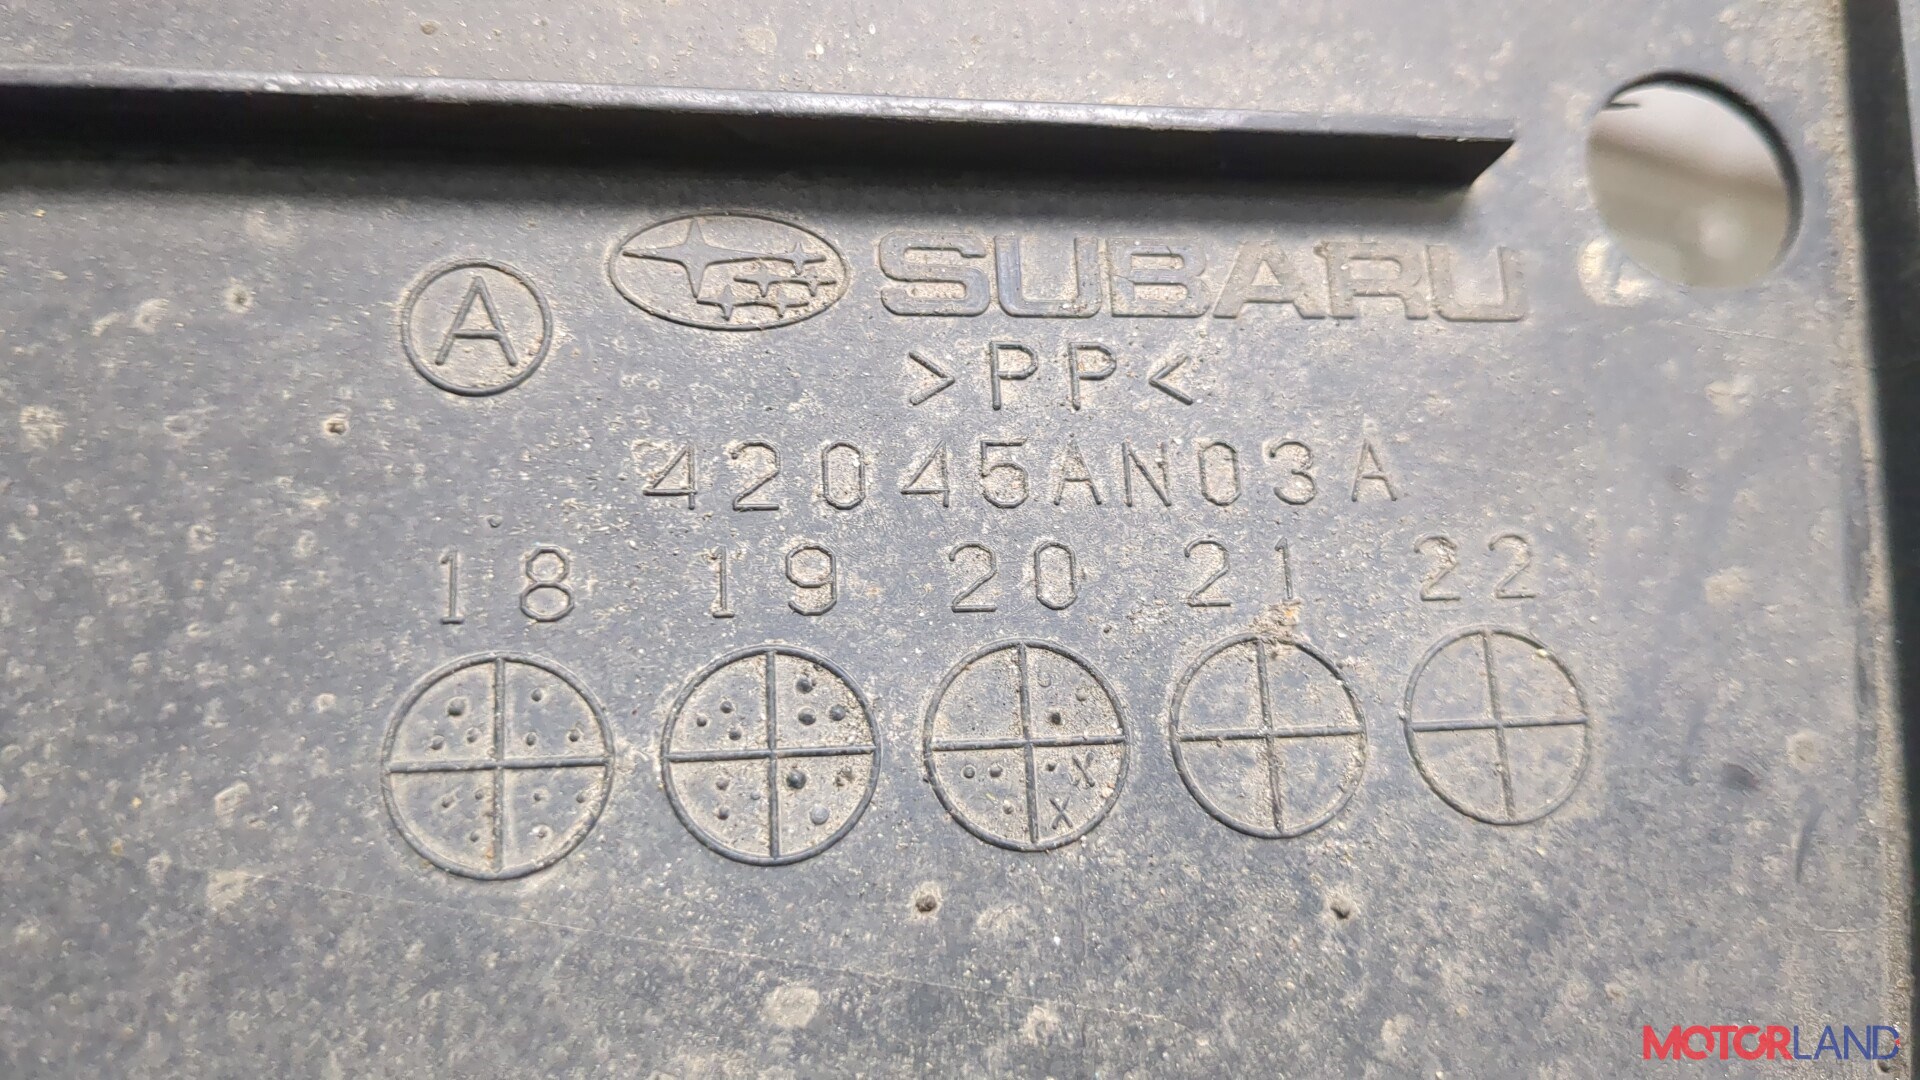 A SUBARU
>PP<
42045AN03A
18 19 20 21 22
X
X
MOTORLAND